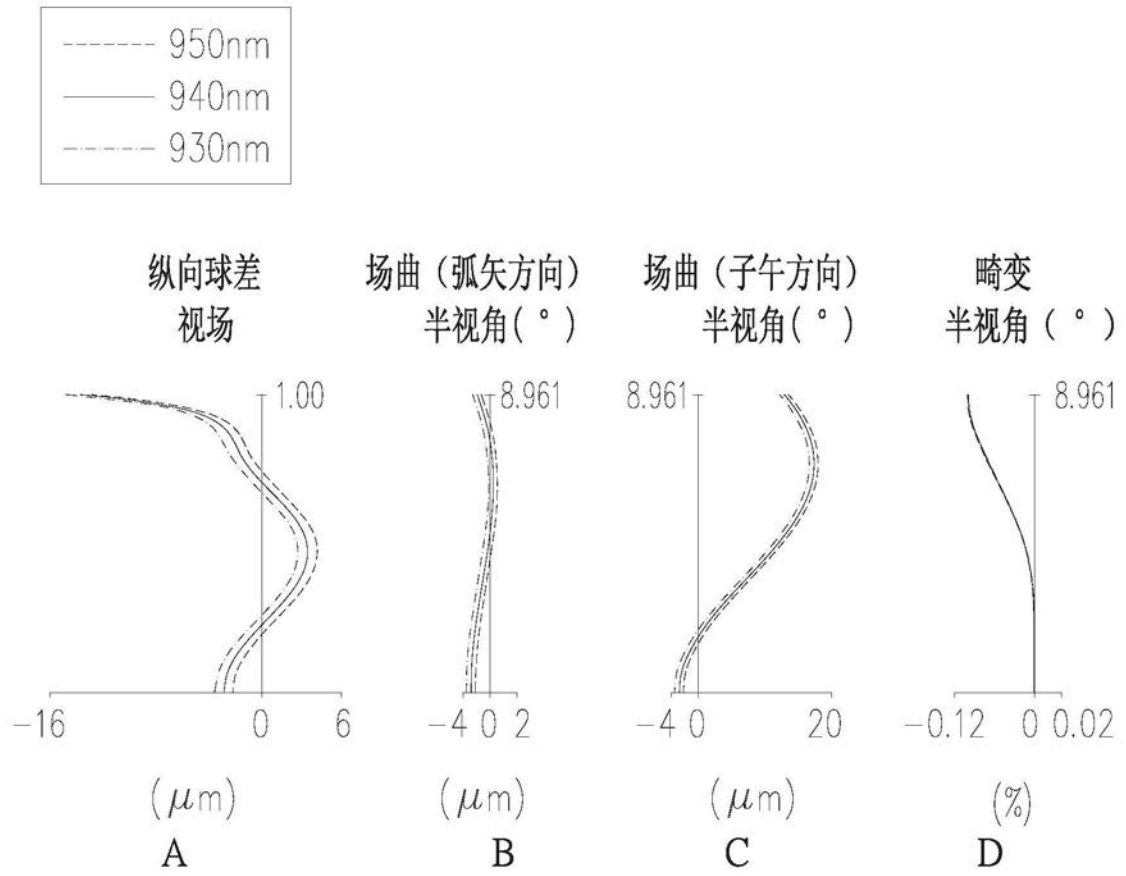 950nm
940nm
930nm
纵向球差
视场
1.00
-16
0
6
(μm)
A
场曲（弧矢方向）
半视角(°)
8.961
-4 0 2
(μm)
B
场曲（子午方向）
半视角(°)
8.961
-4 0
20
(μm)
C
畸变
半视角（°）
8.961
-0.12
0
0.02
(%)
D